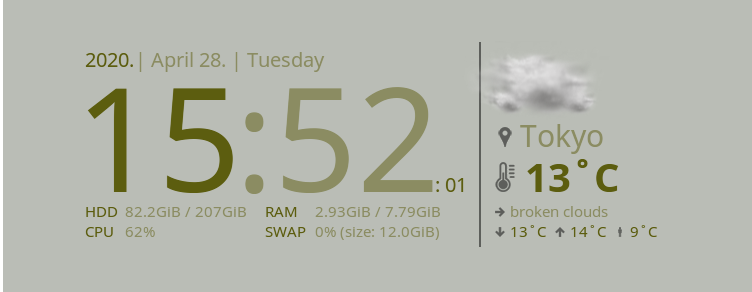 2020.| April 28. | Tuesday
15:52: 01
HDD 82.2GiB / 207GiB RAM 2.93GiB / 7.79GiB
CPU 62% SWAP 0% (size: 12.0GiB)
Tokyo
13°C
broken clouds
13°C 14°C 9°C